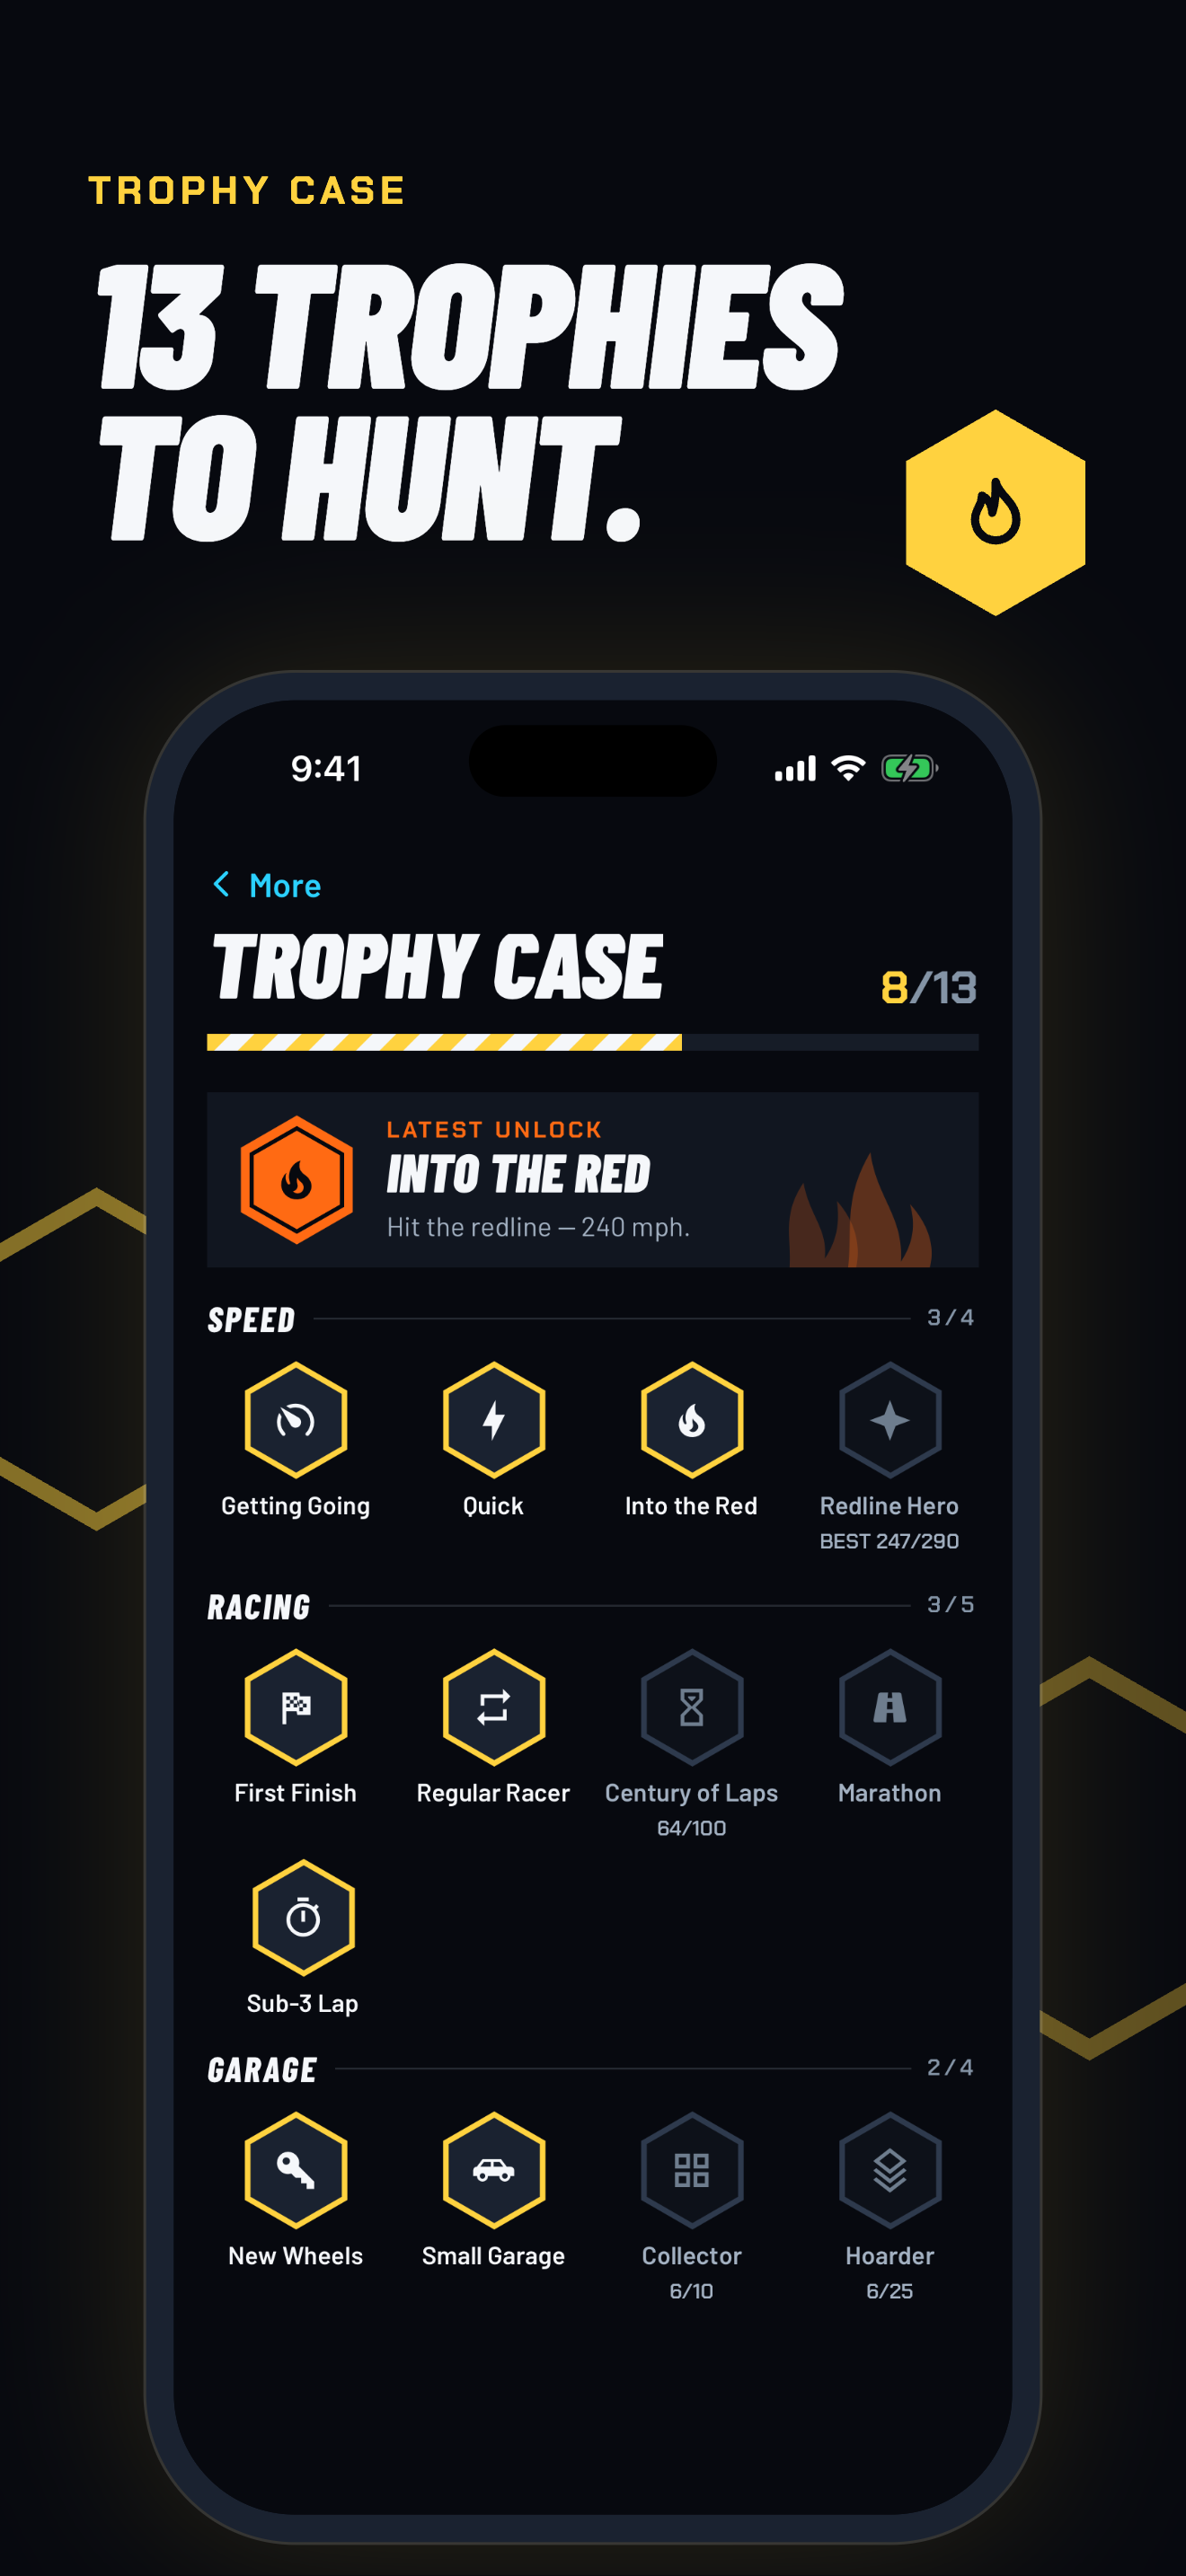 TROPHY CASE
13 TROPHIES
TO HUNT.
9:41
More
TROPHY CASE
8/13
LATEST UNLOCK
INTO THE RED
Hit the redline — 240 mph.
SPEED 3/4
Getting Going Quick Into the Red Redline Hero
BEST 247/290
RACING 3/5
First Finish Regular Racer Century of Laps Marathon
64/100
Sub-3 Lap
GARAGE 2/4
New Wheels Small Garage Collector Hoarder
6/10 6/25